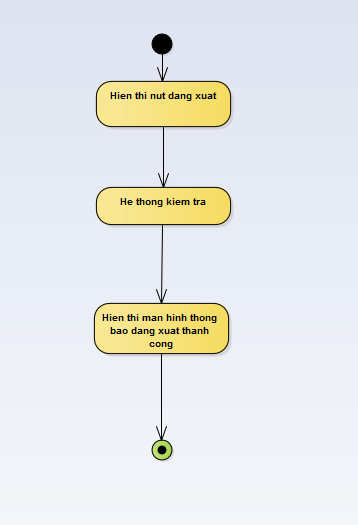 Hien thi nut dang xuat
He thong kiem tra
Hien thi man hinh thong
bao dang xuat thanh
cong